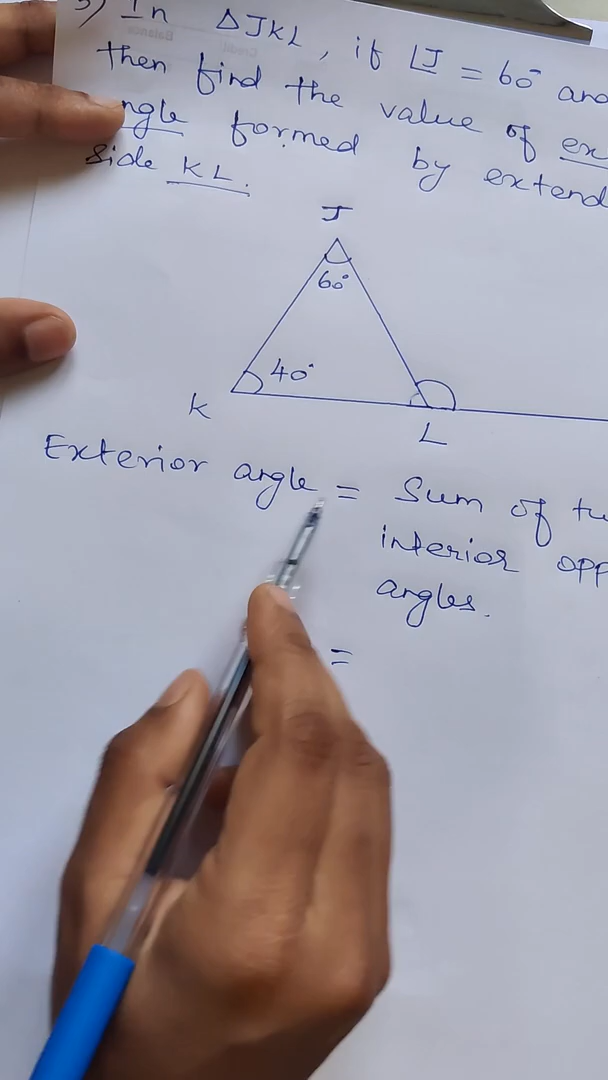 5) In ΔJKL, if ∠J = 60° and
then find the value of ex
angle formed by extend
side KL.
J
60°
40°
K
L
Exterior angle = Sum of tw
interior opp
angles.
=